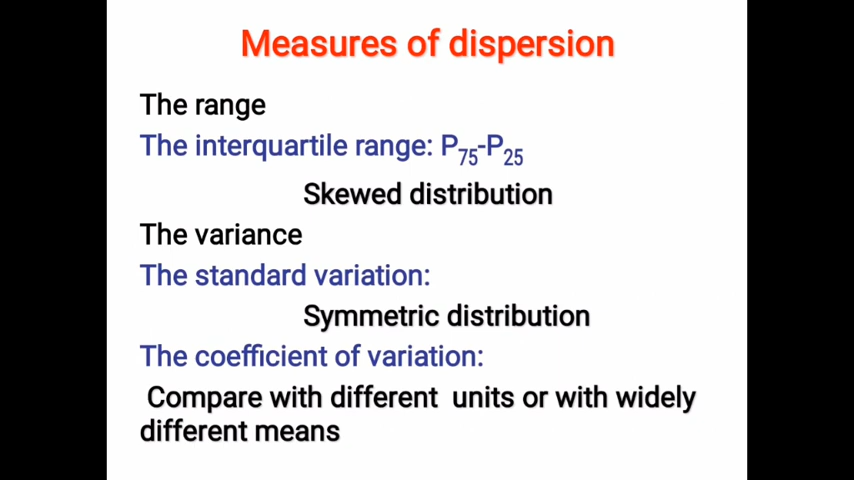 Measures of dispersion
The range
The interquartile range: P75-P25
Skewed distribution
The variance
The standard variation:
Symmetric distribution
The coefficient of variation:
Compare with different units or with widely
different means